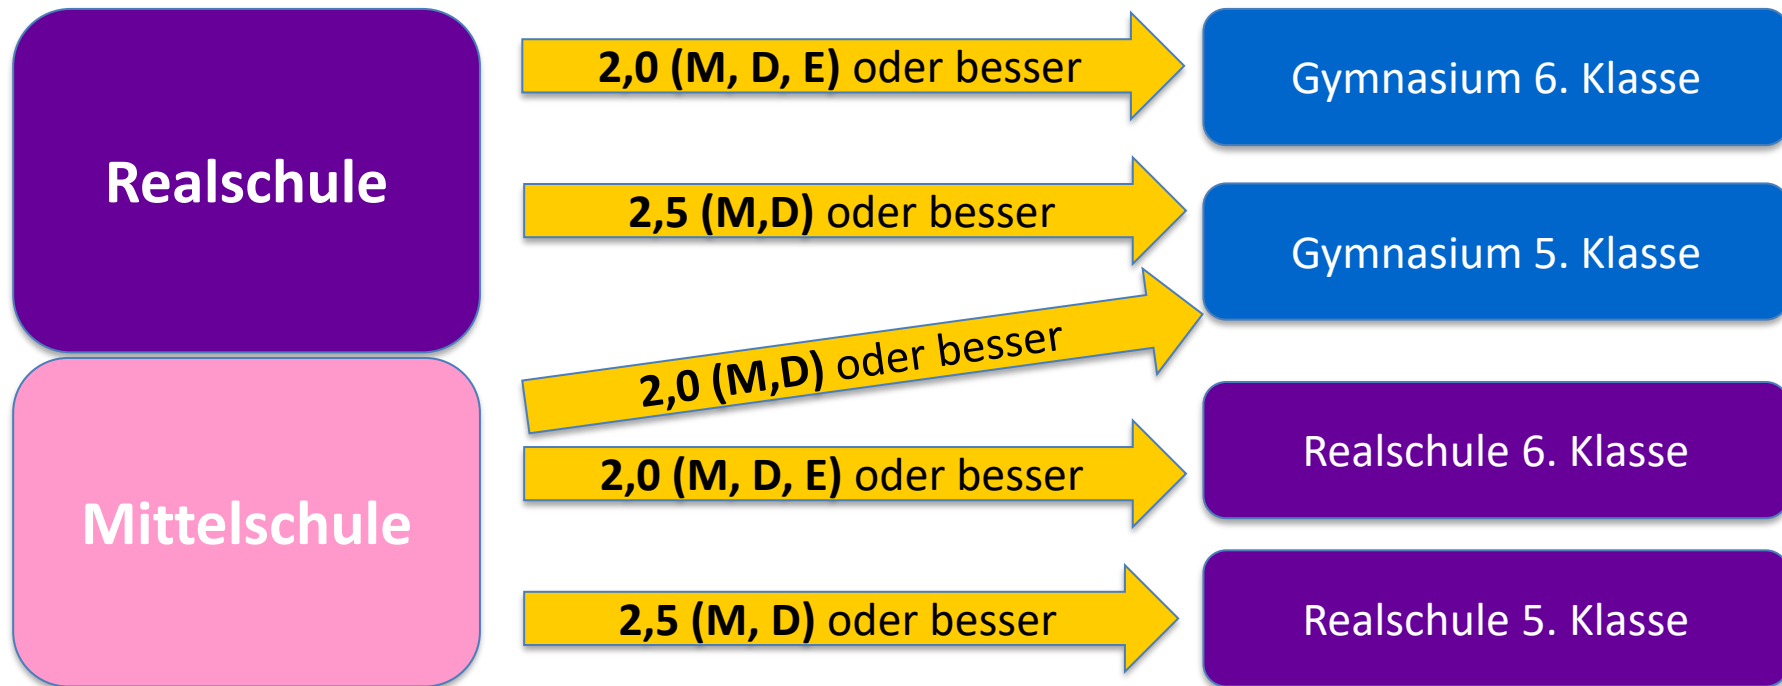 Realschule
2,0 (M, D, E) oder besser
Gymnasium 6. Klasse
2,5 (M,D) oder besser
Gymnasium 5. Klasse
Mittelschule
2,0 (M,D) oder besser
2,0 (M, D, E) oder besser
Realschule 6. Klasse
2,5 (M, D) oder besser
Realschule 5. Klasse